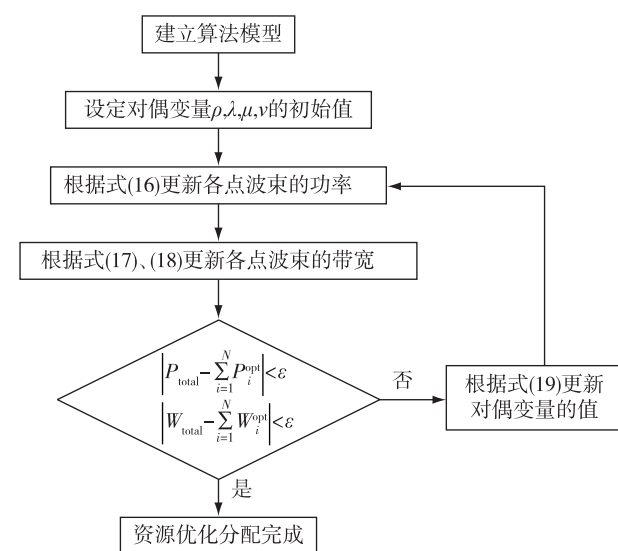 建立算法模型
设定对偶变量ρ,λ,μ,ν的初始值
根据式(16)更新各点波束的功率
根据式(17)、(18)更新各点波束的带宽
|P_total−∑_{i=1}^{N}P_i^opt|<ε
|W_total−∑_{i=1}^{N}W_i^opt|<ε
否
根据式(19)更新
对偶变量的值
是
资源优化分配完成